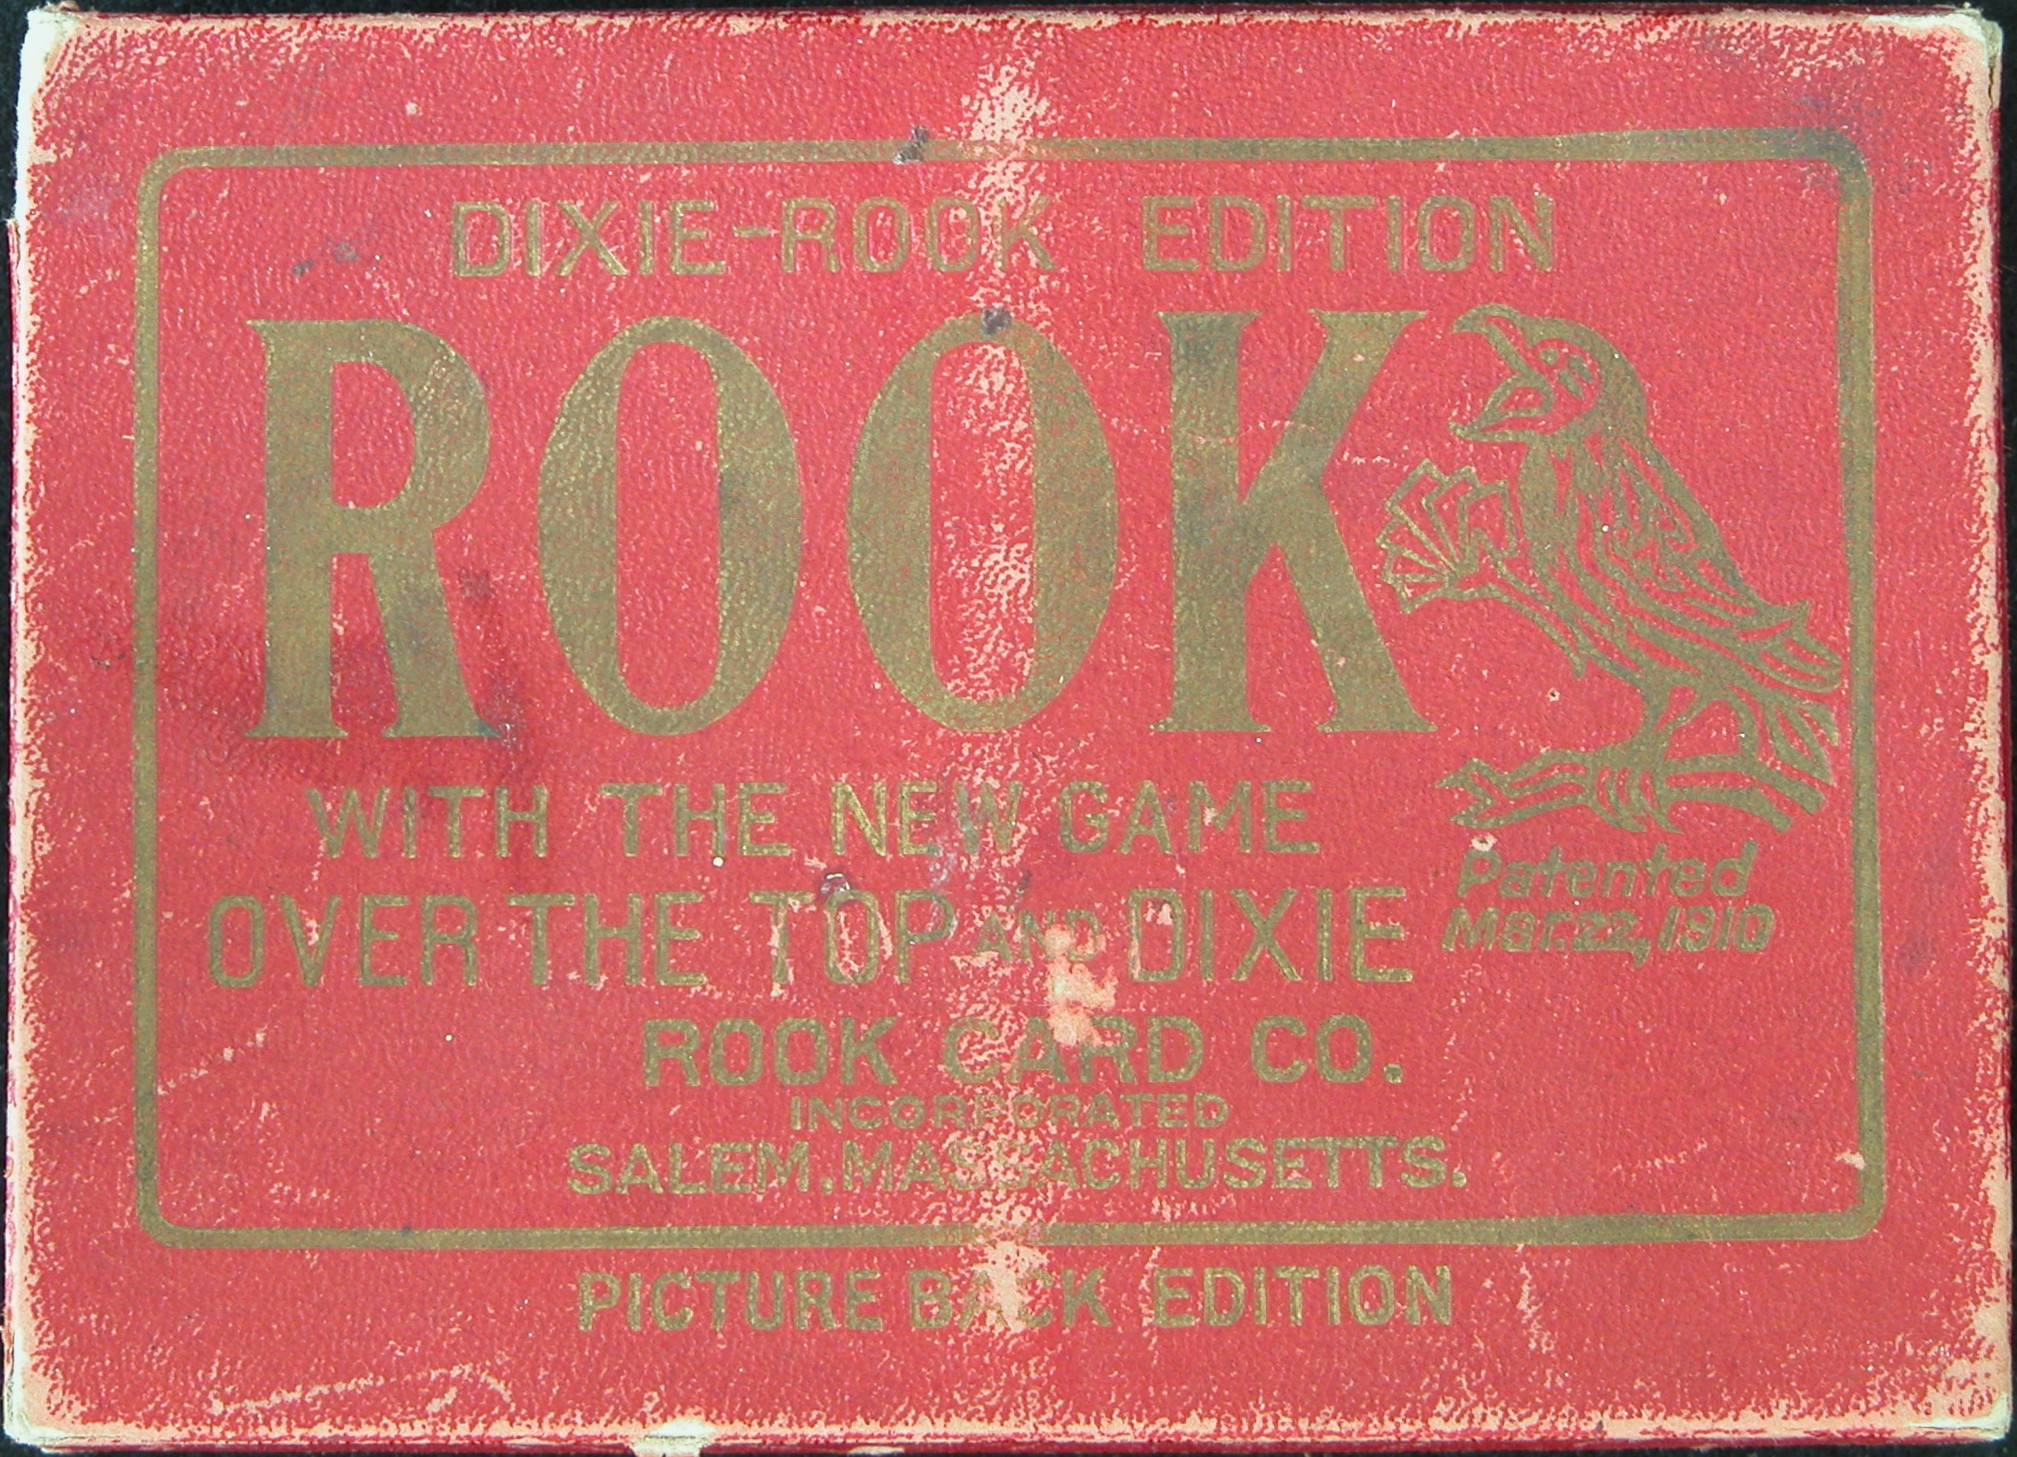 DIXIE-ROOK EDITION
ROOK
WITH THE NEW GAME
OVER THE TOP AND DIXIE
Patented
Mar. 22, 1910
ROOK CARD CO.
INCORPORATED
SALEM, MASSACHUSETTS.
PICTURE BACK EDITION